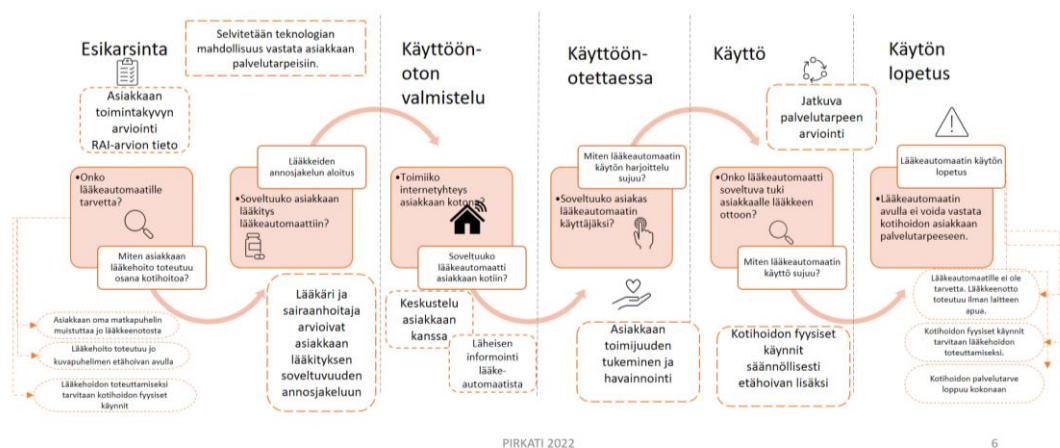 Esikarsinta
Selvitetään teknologian
mahdollisuus vastata asiakkaan
palvelutarpeisiin.
Asiakkaan
toimintakyvyn
arviointi
RAI-arvion tieto
•Onko
lääkeautomaatille
tarvetta?
Miten asiakkaan
lääkehoito toteutuu
osana kotihoitoa?
Asiakkaan oma matkapuhelin
muistuttaa jo lääkkeenotosta
Lääkehoito toteutuu jo
kuvapuhelimen etähoivan avulla
Lääkehoidon toteuttamiseksi
tarvitaan kotihoidon fyysiset
käynnit
Lääkkeiden
annosjakelun aloitus
•Soveltuuko asiakkaan
lääkitys
lääkeautomaattiin?
Lääkäri ja
sairaanhoitaja
arvioivat
asiakkaan
lääkityksen
soveltuvuuden
annosjakeluun
Käyttöön-
oton
valmistelu
•Toimiiko
internetyhteys
asiakkaan kotona?
Soveltuuko
lääkeautomaatti
asiakkaan kotiin?
Keskustelu
asiakkaan
kanssa
Läheisen
informointi
lääke-
automaatista
Käyttöön-
otettaessa
Miten lääkeautomaatin
käytön harjoittelu
sujuu?
Soveltuuko asiakas
lääkeautomaatin
käyttäjäksi?
Asiakkaan
toimijuuden
tukeminen ja
havainnointi
Käyttö
Jatkuva
palvelutarpeen
arviointi
•Onko lääkeautomaatti
soveltuva tuki
asiakkaalle lääkkeen
ottoon?
Miten lääkeautomaatin
käyttö sujuu?
Kotihoidon fyysiset
käynnit
säännöllisesti
etähoivan lisäksi
Käytön
lopetus
Lääkeautomaatin käytön
lopetus
•Lääkeautomaatin
avulla ei voida vastata
kotihoidon asiakkaan
palvelutarpeeseen.
Lääkeautomaatille ei ole
tarvetta. Lääkkeenotto
toteutuu ilman laitteen
apua.
Kotihoidon fyysiset käynnit
tarvitaan lääkehoidon
toteuttamiseksi.
Kotihoidon palvelutarve
loppuu kokonaan
PIRKATI 2022
6